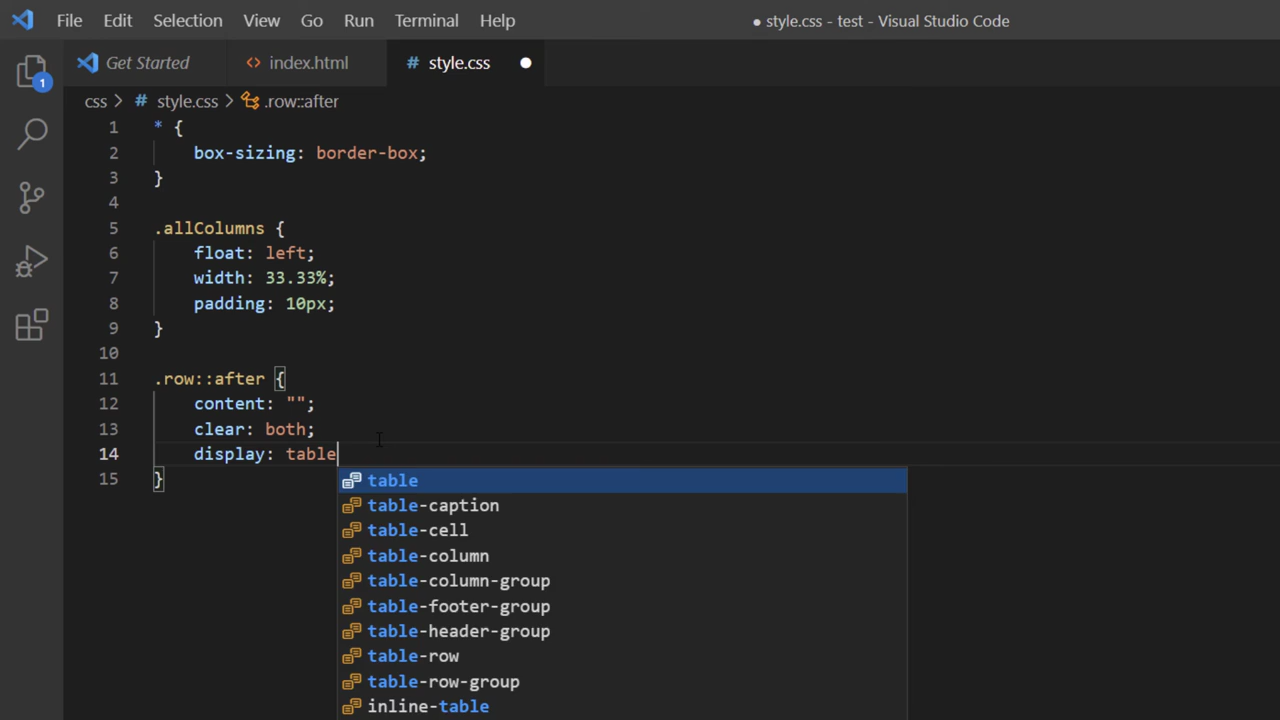 File Edit Selection View Go Run Terminal Help ● style.css - test - Visual Studio Code
Get Started <> index.html # style.css ●
1 css > # style.css > .row::after
1 * {
2 box-sizing: border-box;
3 }
4
5 .allColumns {
6 float: left;
7 width: 33.33%;
8 padding: 10px;
9 }
10
11 .row::after {
12 content: "";
13 clear: both;
14 display: table
15 }
table
table-caption
table-cell
table-column
table-column-group
table-footer-group
table-header-group
table-row
table-row-group
inline-table